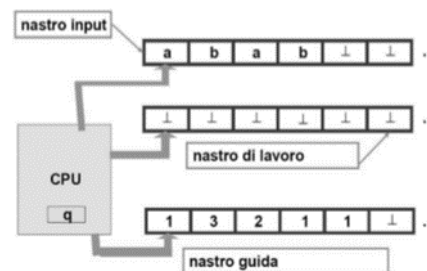 nastro input
a b a b ⊥ ⊥ .
⊥ ⊥ ⊥ ⊥ ⊥ ⊥ .
nastro di lavoro
CPU
q
1 3 2 1 1 ⊥ .
nastro guida